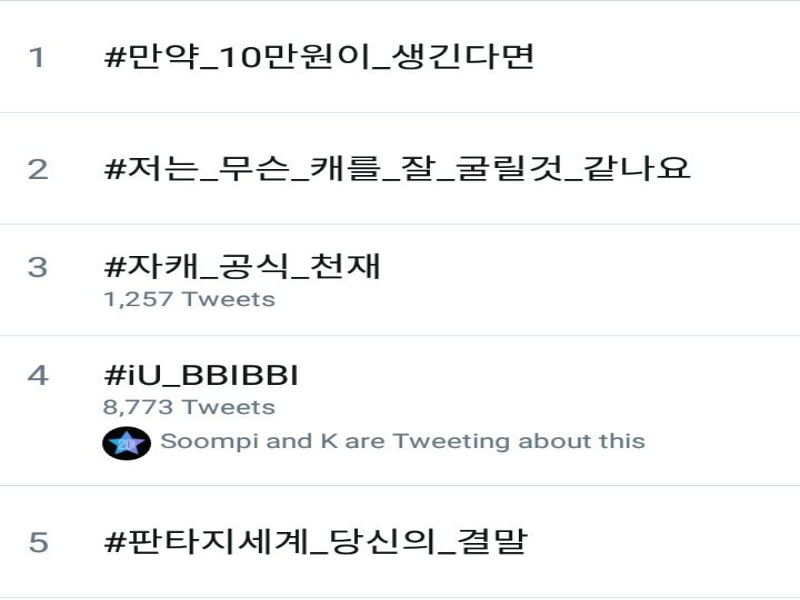 1 #만약_10만원이_생긴다면
2 #저는_무슨_캐를_잘_굴릴것_같나요
3 #자캐_공식_천재
1,257 Tweets
4 #iU_BBIBBI
8,773 Tweets
Soompi and K are Tweeting about this
5 #판타지세계_당신의_결말